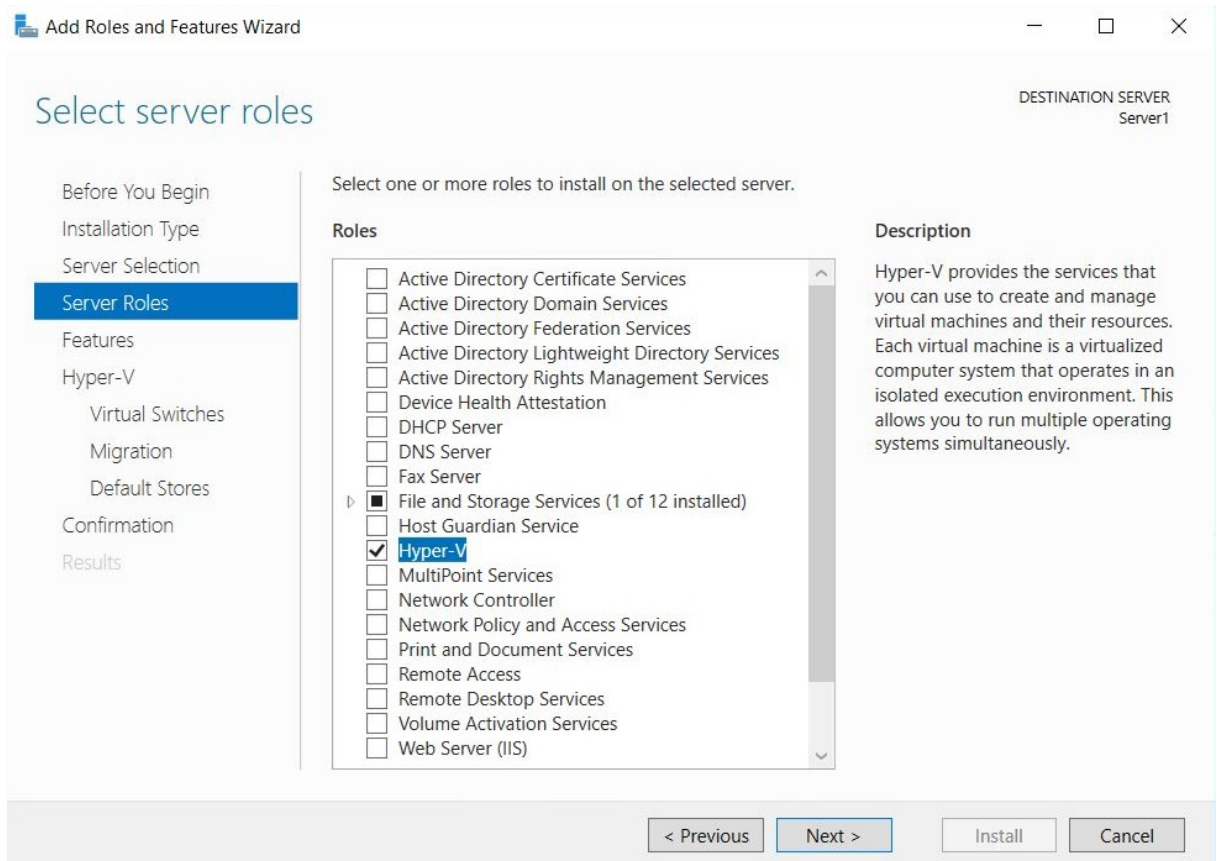 Add Roles and Features Wizard
Select server roles
DESTINATION SERVER
Server1
Before You Begin
Installation Type
Server Selection
Server Roles
Features
Hyper-V
Virtual Switches
Migration
Default Stores
Confirmation
Results
Select one or more roles to install on the selected server.
Roles
Active Directory Certificate Services
Active Directory Domain Services
Active Directory Federation Services
Active Directory Lightweight Directory Services
Active Directory Rights Management Services
Device Health Attestation
DHCP Server
DNS Server
Fax Server
File and Storage Services (1 of 12 installed)
Host Guardian Service
Hyper-V
MultiPoint Services
Network Controller
Network Policy and Access Services
Print and Document Services
Remote Access
Remote Desktop Services
Volume Activation Services
Web Server (IIS)
Description
Hyper-V provides the services that
you can use to create and manage
virtual machines and their resources.
Each virtual machine is a virtualized
computer system that operates in an
isolated execution environment. This
allows you to run multiple operating
systems simultaneously.
< Previous
Next >
Install
Cancel